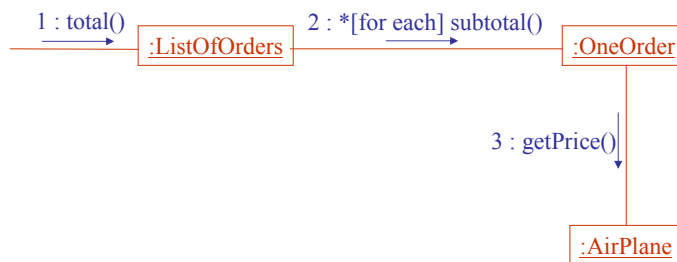 1 : total()
2 : *[for each] subtotal()
:ListOfOrders
:OneOrder
3 : getPrice()
:AirPlane